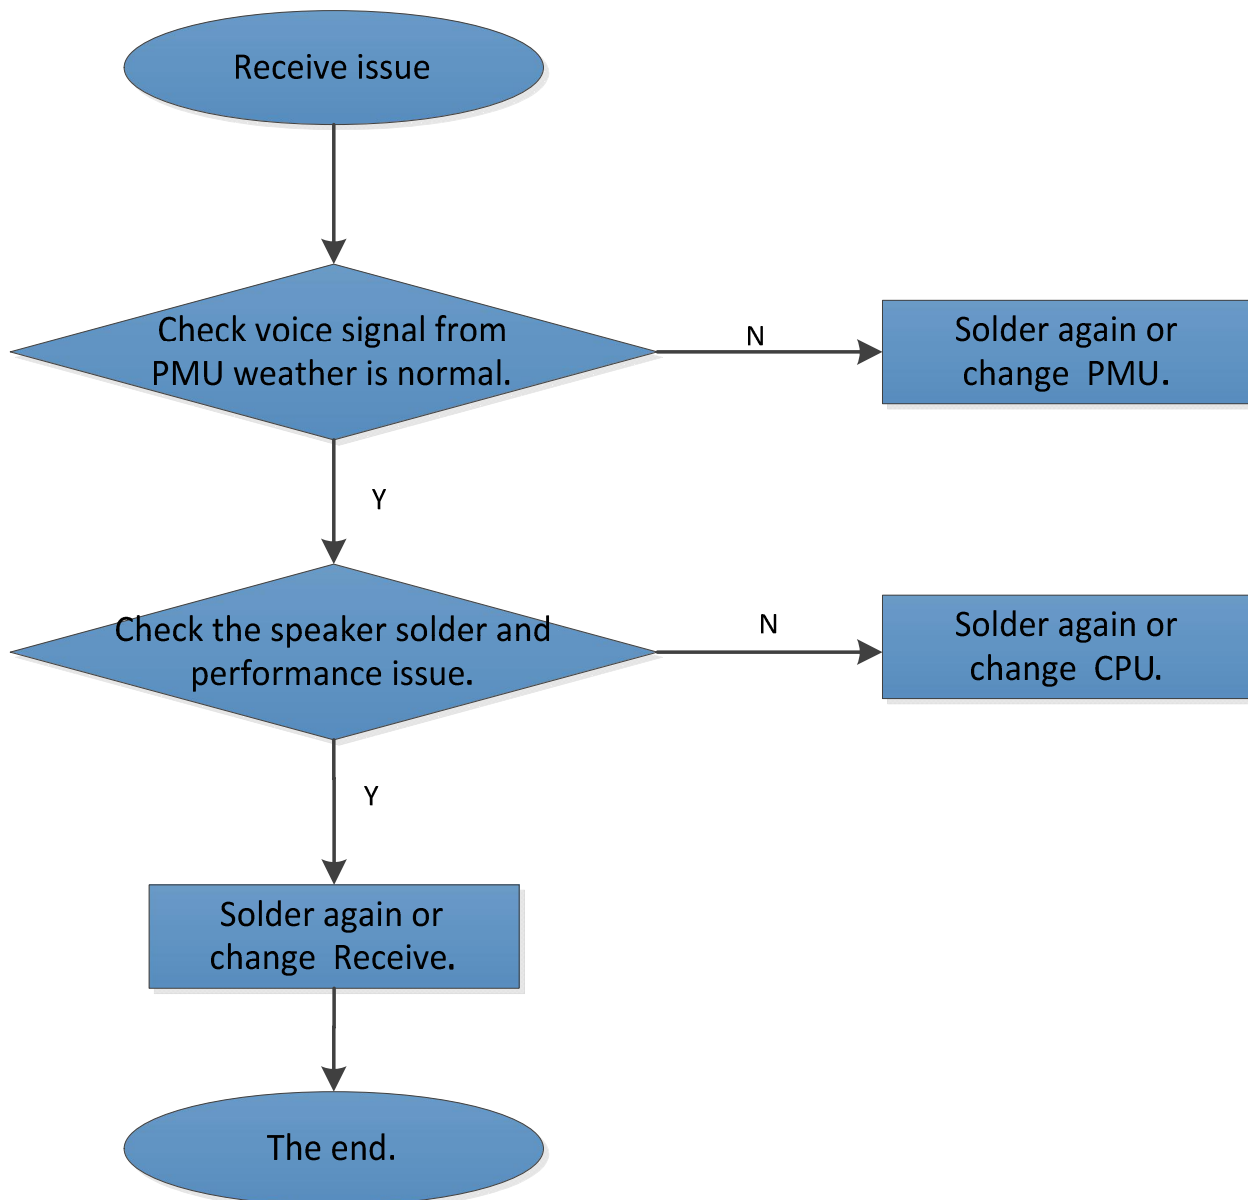 Receive issue
Check voice signal from
PMU weather is normal.
N
Solder again or
change  PMU.
Y
Check the speaker solder and
performance issue.
N
Solder again or
change  CPU.
Y
Solder again or
change  Receive.
The end.